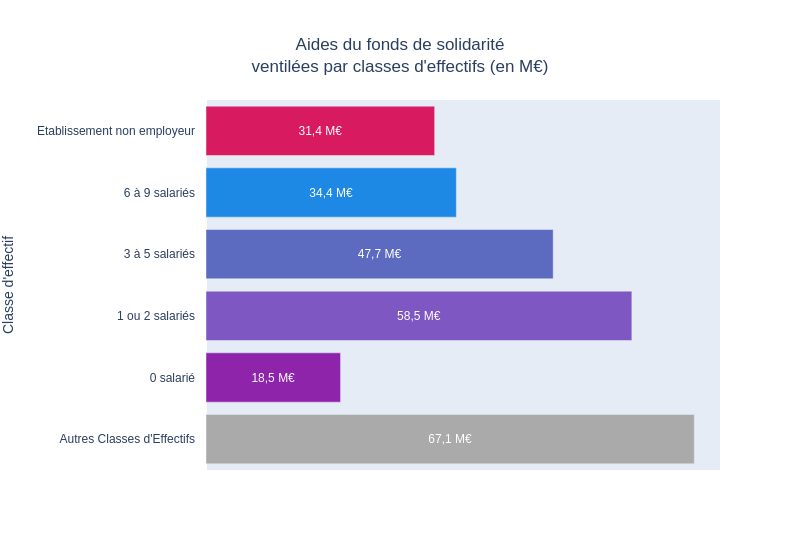 Aides du fonds de solidarité
ventilées par classes d'effectifs (en M€)
Classe d'effectif
Etablissement non employeur
31,4 M€
6 à 9 salariés
34,4 M€
3 à 5 salariés
47,7 M€
1 ou 2 salariés
58,5 M€
0 salarié
18,5 M€
Autres Classes d'Effectifs
67,1 M€